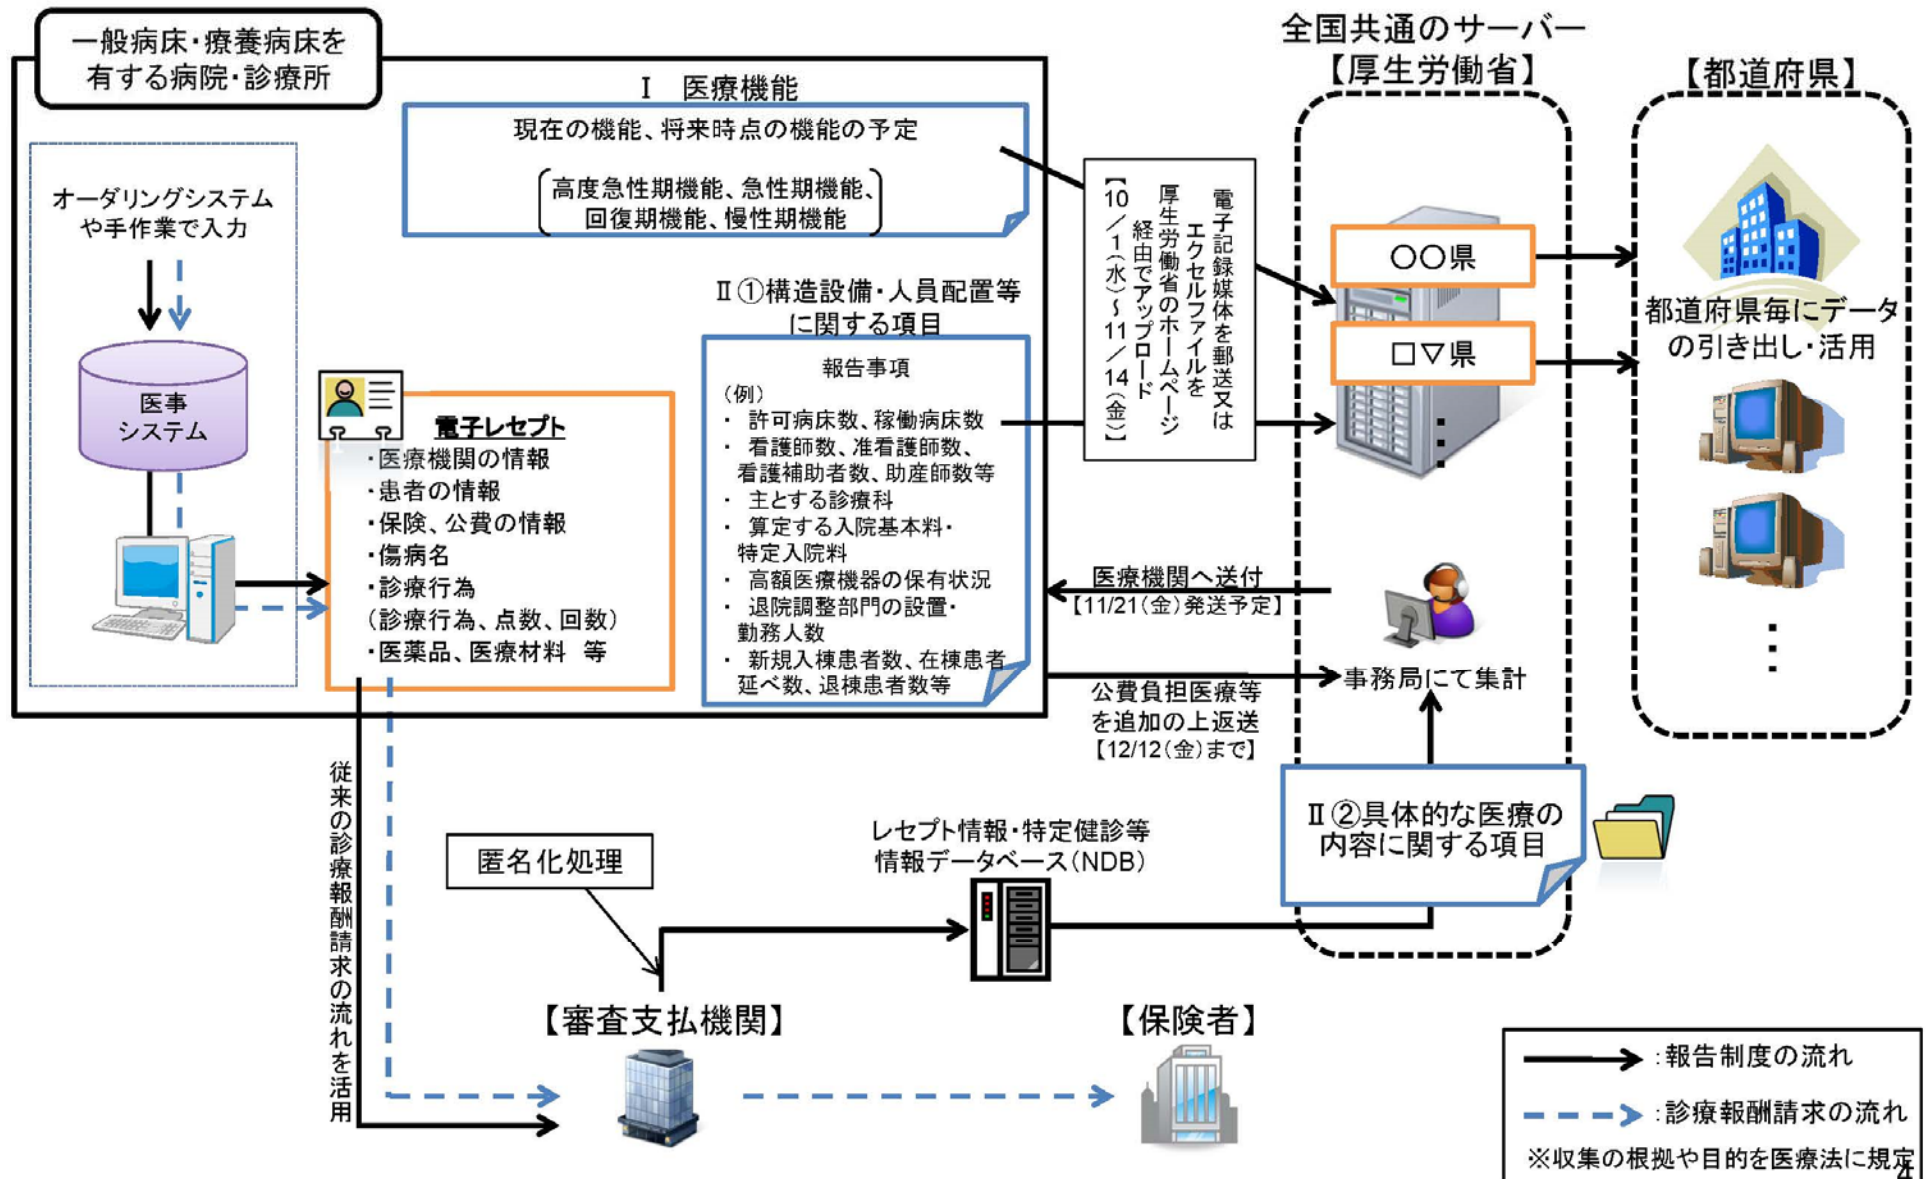 一般病床・療養病床を
有する病院・診療所
オーダリングシステム
や手作業で入力
医事
システム
電子レセプト
・医療機関の情報
・患者の情報
・保険、公費の情報
・傷病名
・診療行為
(診療行為、点数、回数)
・医薬品、医療材料 等
Ⅰ 医療機能
現在の機能、将来時点の機能の予定
高度急性期機能、急性期機能、
回復期機能、慢性期機能
Ⅱ①構造設備・人員配置等
に関する項目
報告事項
(例)
・ 許可病床数、稼働病床数
・ 看護師数、准看護師数、
看護補助者数、助産師数等
・ 主とする診療科
・ 算定する入院基本料・
特定入院料
・ 高額医療機器の保有状況
・ 退院調整部門の設置・
勤務人数
・ 新規入棟患者数、在棟患者
延べ数、退棟患者数等
電子記録媒体を郵送又は
エクセルファイルを
厚生労働省のホームページ
経由でアップロード
【10/1(水)~11/14(金)】
全国共通のサーバー
【厚生労働省】
○○県
□▽県
⋮
医療機関へ送付
【11/21(金)発送予定】
公費負担医療等
を追加の上返送
【12/12(金)まで】
事務局にて集計
Ⅱ②具体的な医療の
内容に関する項目
【都道府県】
都道府県毎にデータ
の引き出し・活用
⋮
従来の診療報酬請求の流れを活用
匿名化処理
レセプト情報・特定健診等
情報データベース(NDB)
【審査支払機関】
【保険者】
:報告制度の流れ
:診療報酬請求の流れ
※収集の根拠や目的を医療法に規定
4